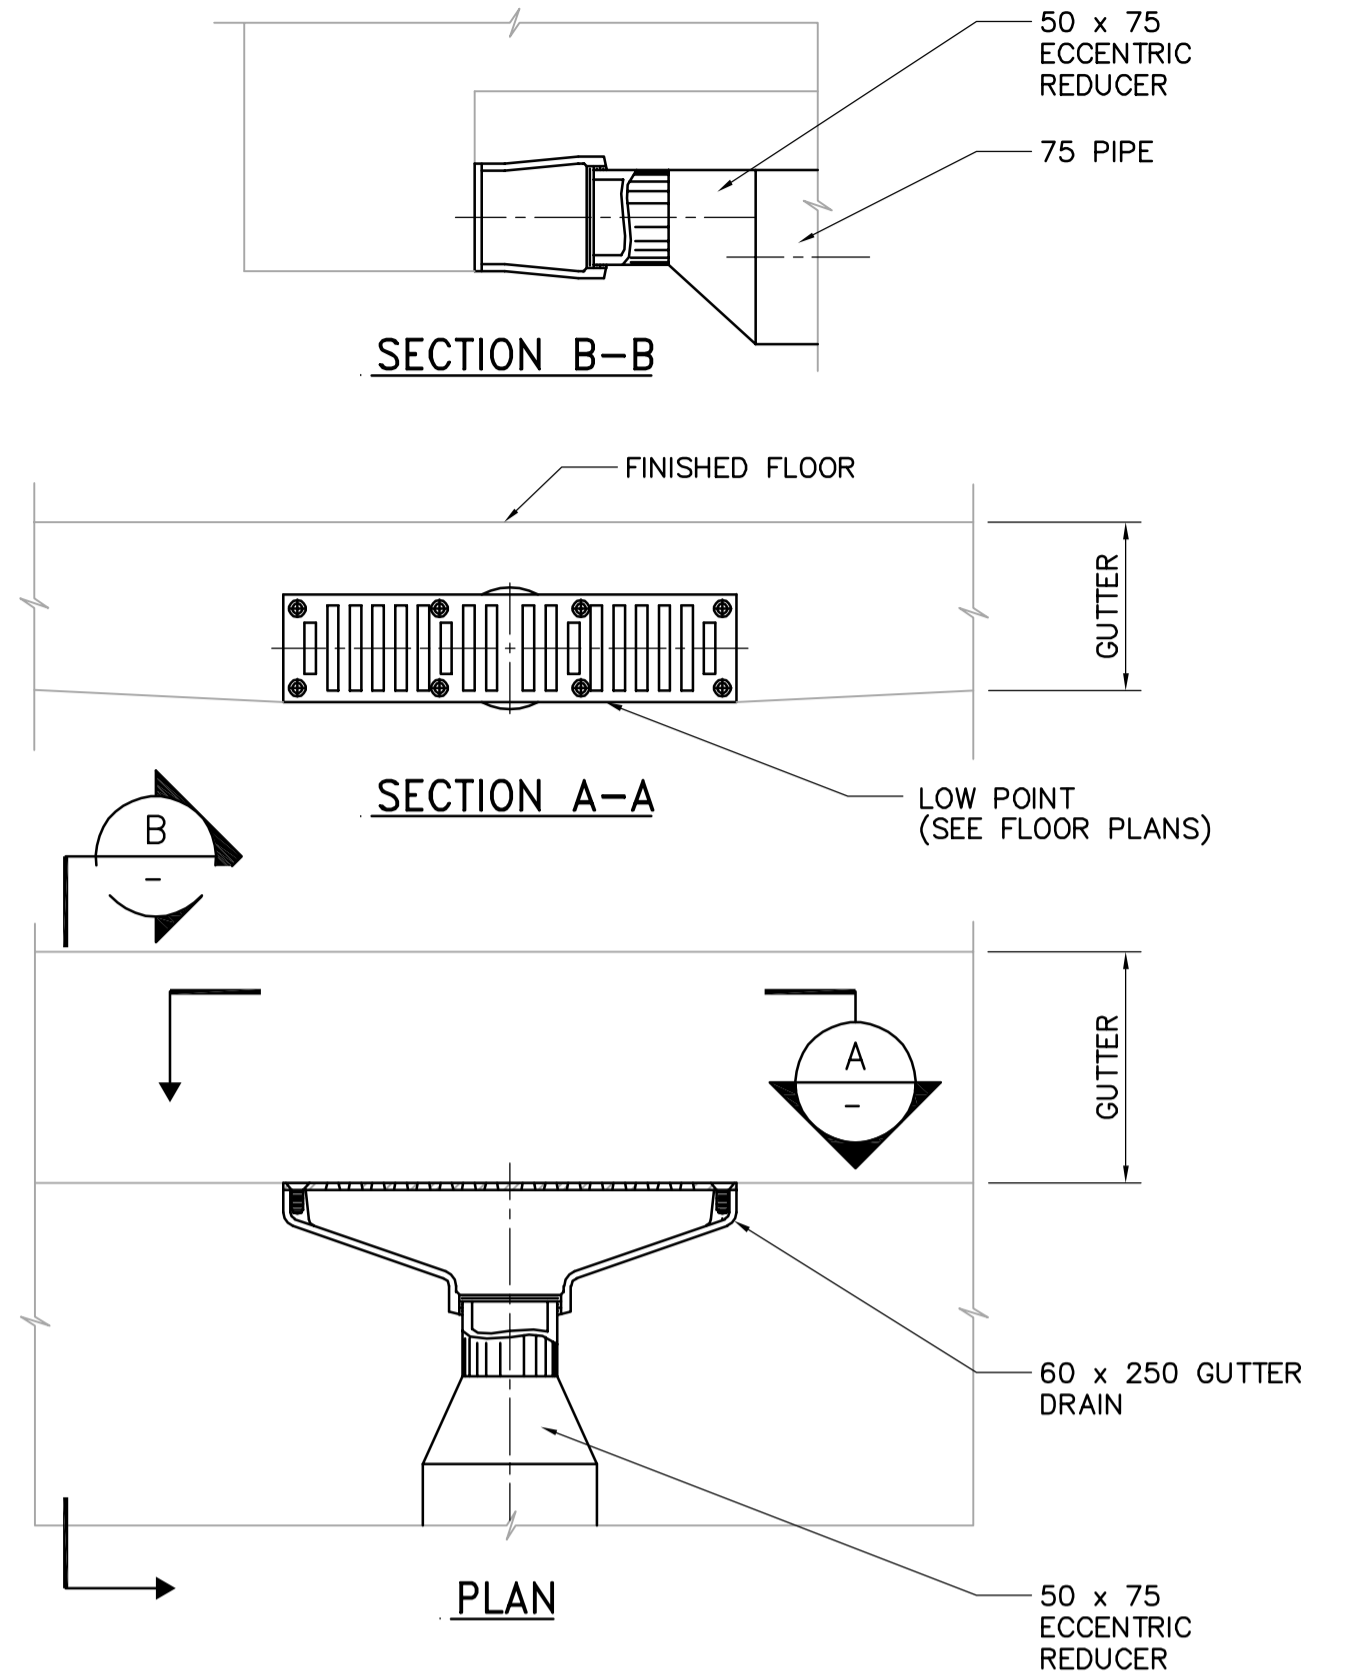 50 x 75
ECCENTRIC
REDUCER
75 PIPE
SECTION B-B
FINISHED FLOOR
GUTTER
SECTION A-A
LOW POINT
(SEE FLOOR PLANS)
B
-
A
-
GUTTER
60 x 250 GUTTER
DRAIN
PLAN
50 x 75
ECCENTRIC
REDUCER